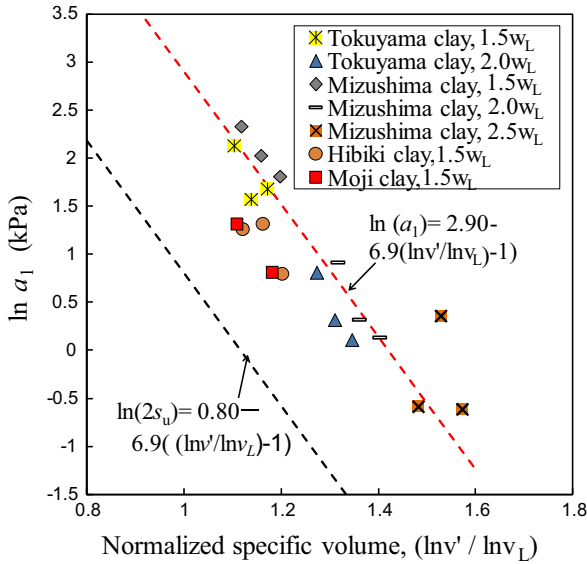 3.5
3
2.5
2
1.5
1
0.5
0
-0.5
-1
-1.5
ln a₁ (kPa)
Tokuyama clay, 1.5wL
Tokuyama clay, 2.0wL
Mizushima clay, 1.5wL
Mizushima clay, 2.0wL
Mizushima clay, 2.5wL
Hibiki clay,1.5wL
Moji clay,1.5wL
ln (a₁)= 2.90-
6.9(lnv'/lnvL)-1)
ln(2su)= 0.80—
6.9( (lnv'/lnvL)-1)
0.8 1 1.2 1.4 1.6 1.8
Normalized specific volume, (lnv' / lnvL)